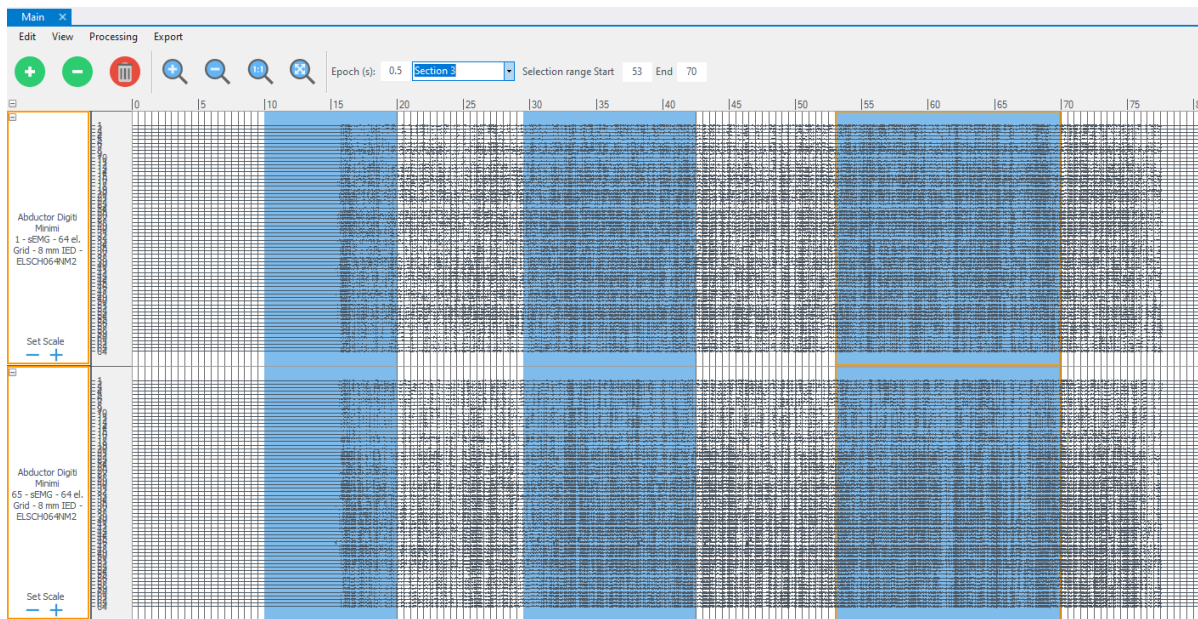 Main ×
Edit View Processing Export
1:1
Epoch (s): 0.5 Section 3 Selection range Start 53 End 70
0 5 10 15 20 25 30 35 40 45 50 55 60 65 70 75
Abductor Digiti
Minimi
1 - sEMG - 64 el.
Grid - 8 mm IED -
ELSCH064NM2
Set Scale
Abductor Digiti
Minimi
65 - sEMG - 64 el.
Grid - 8 mm IED -
ELSCH064NM2
Set Scale